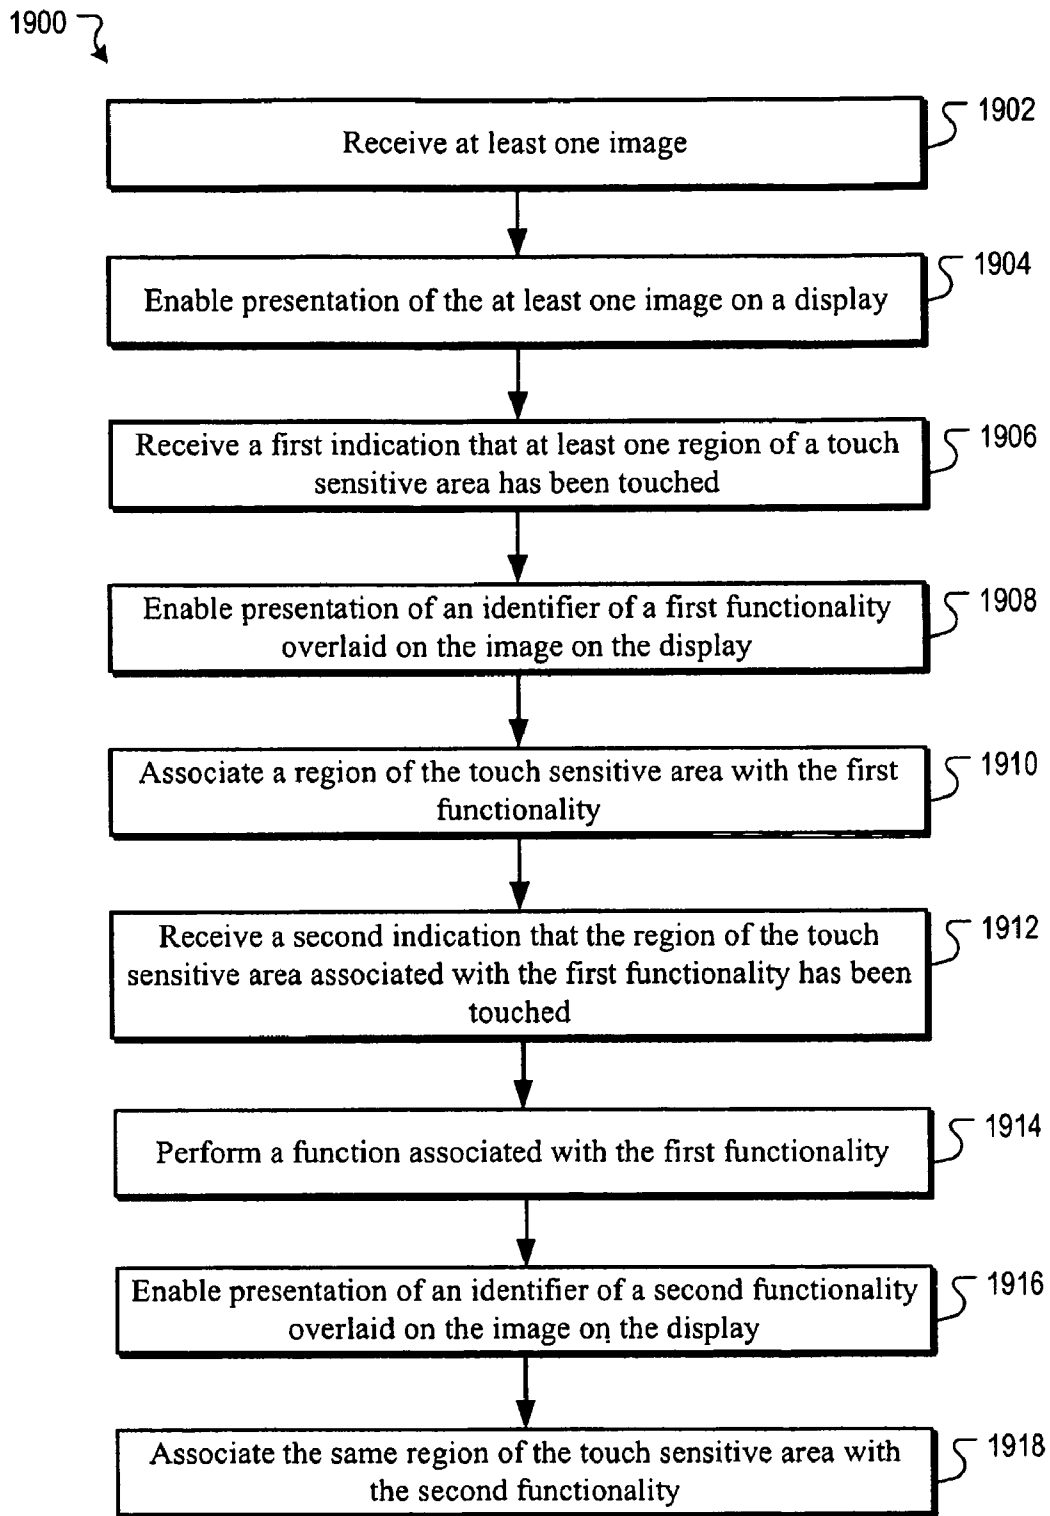 1900
Receive at least one image
1902
Enable presentation of the at least one image on a display
1904
Receive a first indication that at least one region of a touch
sensitive area has been touched
1906
Enable presentation of an identifier of a first functionality
overlaid on the image on the display
1908
Associate a region of the touch sensitive area with the first
functionality
1910
Receive a second indication that the region of the touch
sensitive area associated with the first functionality has been
touched
1912
Perform a function associated with the first functionality
1914
Enable presentation of an identifier of a second functionality
overlaid on the image on the display
1916
Associate the same region of the touch sensitive area with
the second functionality
1918